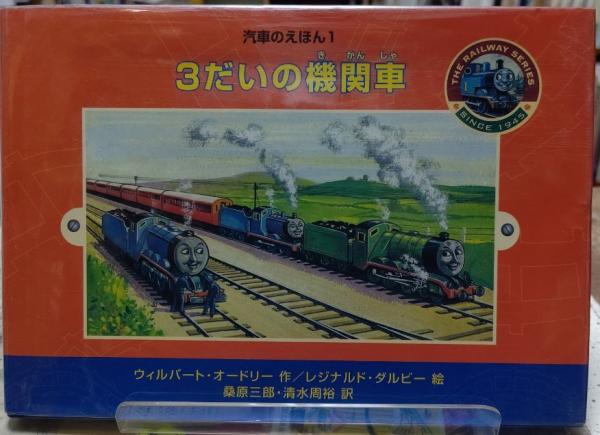 汽車のえほん1
き かん しゃ
3だいの機関車
THE RAILWAY SERIES
SINCE 1945
ウィルバート・オードリー 作／レジナルド・ダルビー 絵
桑原三郎・清水周裕 訳